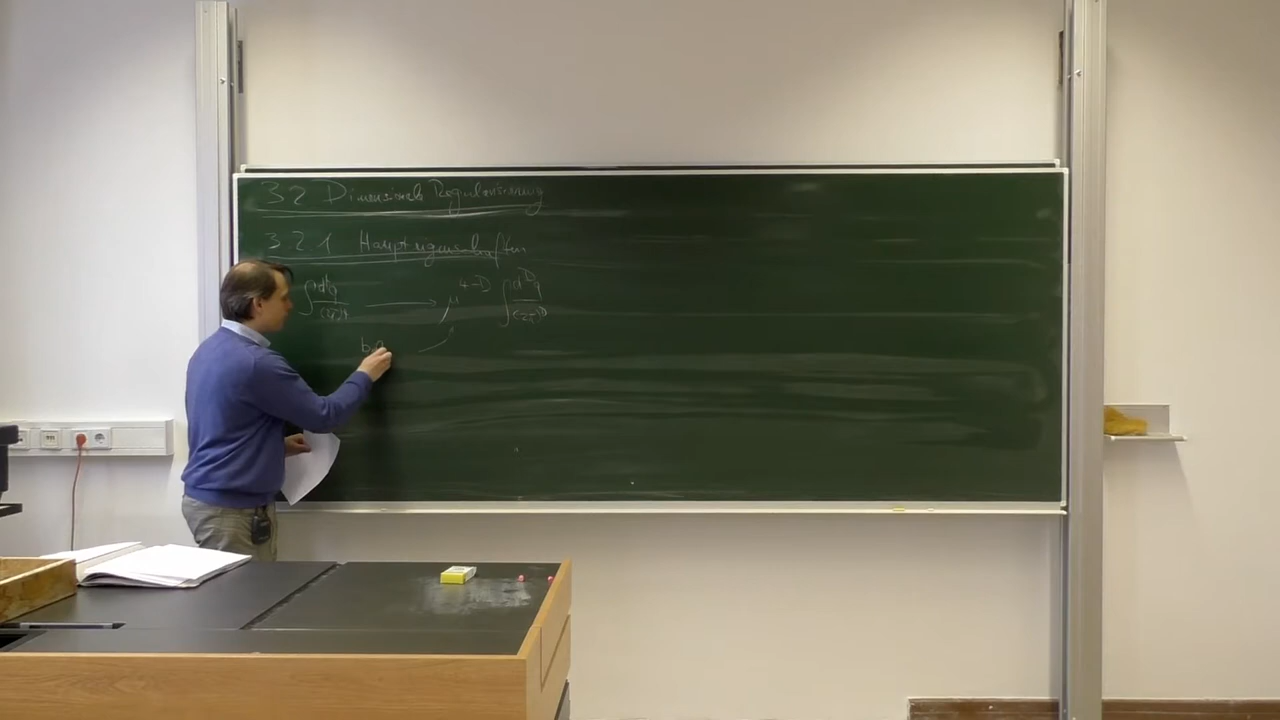 3.2 Dimensionale Regularisierung
3.2.1 Haupteigenschaften
∫ d⁴q/(2π)⁴ ⟶ μ^{4-D} ∫ d^Dq/(2π)^D